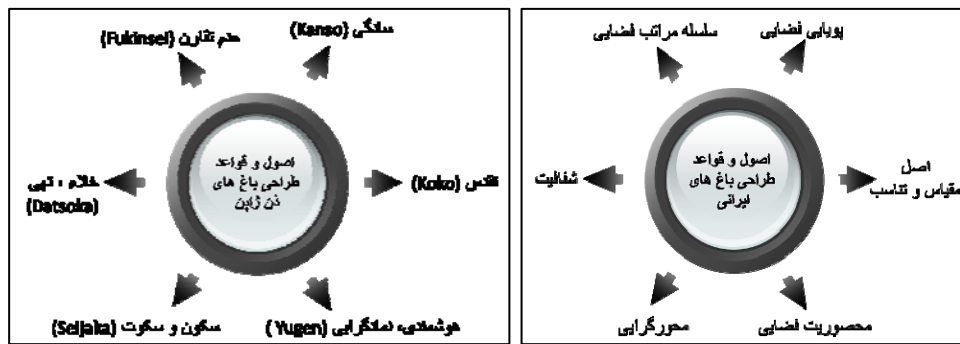 عدم تقارن (Fukinsei)
سادگی (Kanso)
خلاء ، تهی
(Datsoka)
اصول و قواعد
طراحی باغ های
ذن ژاپن
تقدس (Koko)
سکون و سکوت (Seijaka)
هوشمندی، نمادگرایی (Yugen )
سلسله مراتب فضایی
پویایی فضایی
شفافیت
اصول و قواعد
طراحی باغ های
ایرانی
اصل
مقیاس و تناسب
محورگرایی
محصوریت فضایی